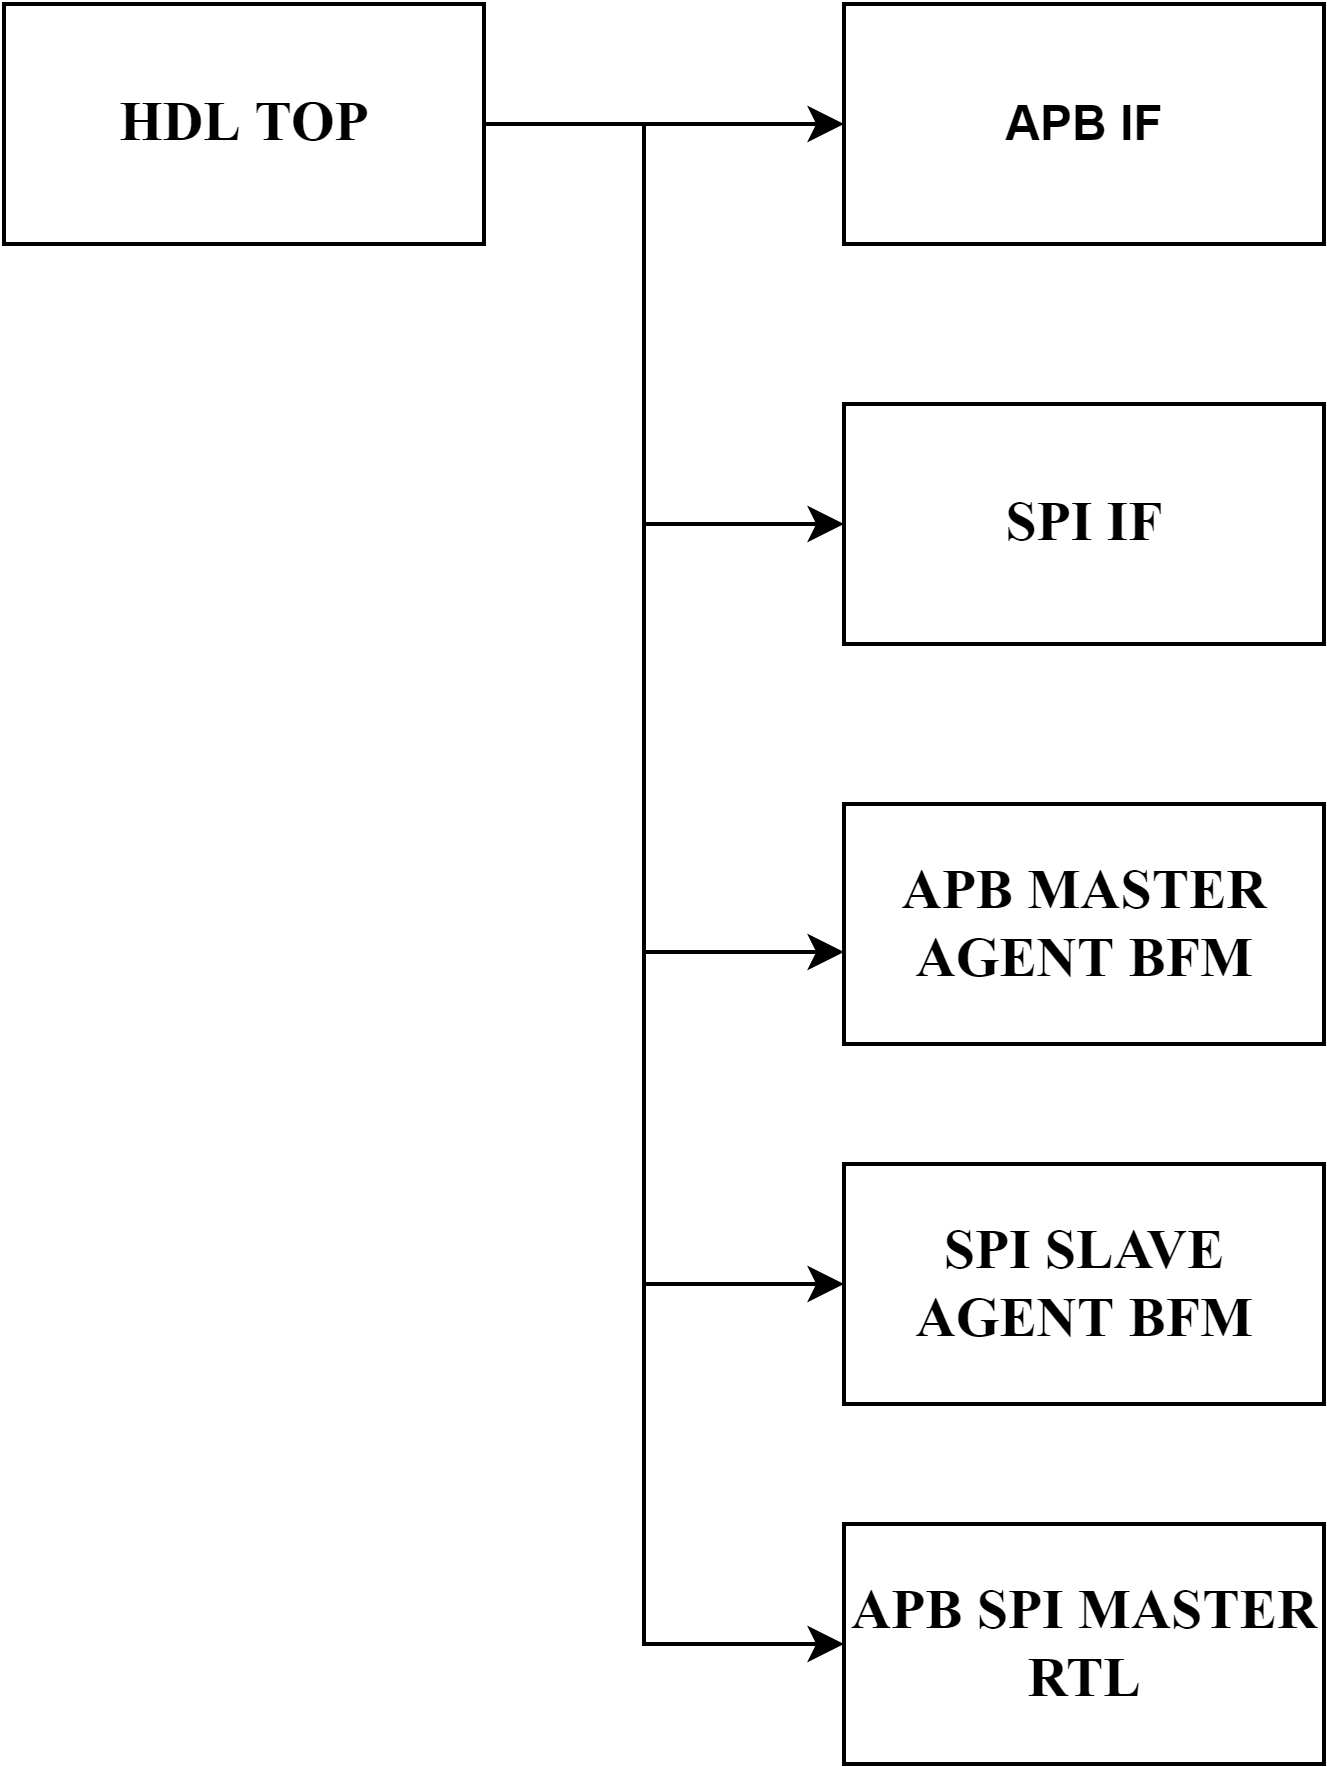 HDL TOP
APB IF
SPI IF
APB MASTER
AGENT BFM
SPI SLAVE
AGENT BFM
APB SPI MASTER
RTL